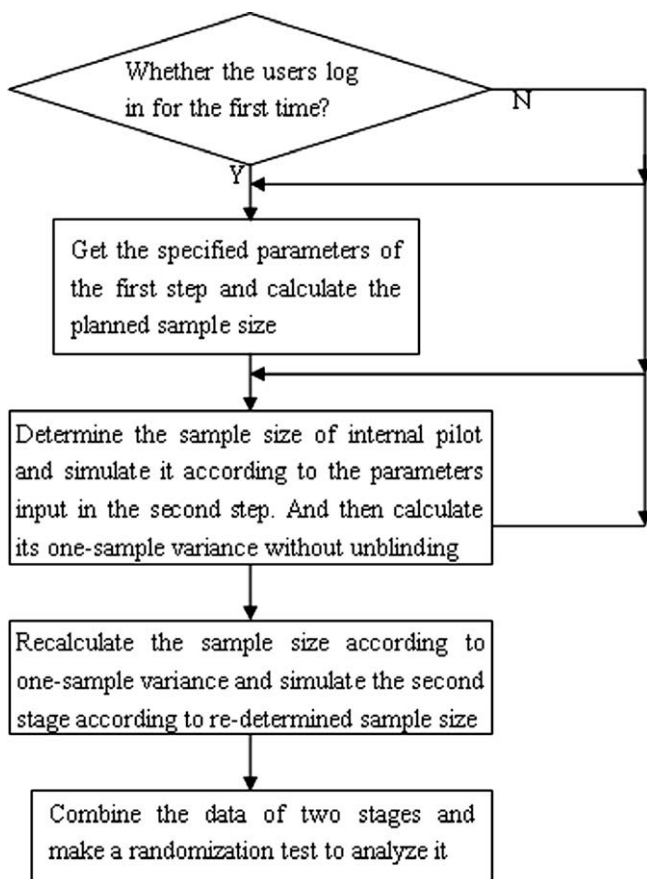 Whether the users log
in for the first time?
N
Y
Get the specified parameters of
the first step and calculate the
planned sample size
Determine the sample size of internal pilot
and simulate it according to the parameters
input in the second step. And then calculate
its one-sample variance without unblinding
Recalculate the sample size according to
one-sample variance and simulate the second
stage according to re-determined sample size
Combine the data of two stages and
make a randomization test to analyze it